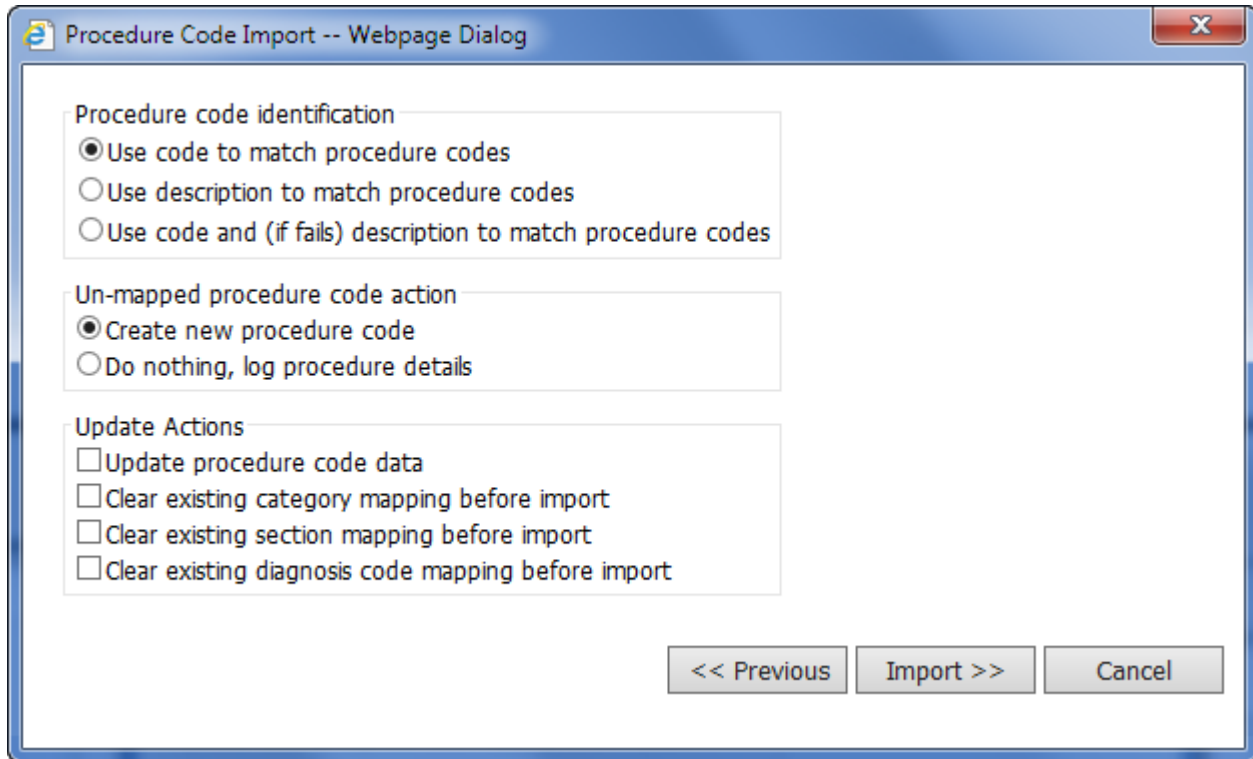 Procedure Code Import -- Webpage Dialog
Procedure code identification
Use code to match procedure codes
Use description to match procedure codes
Use code and (if fails) description to match procedure codes
Un-mapped procedure code action
Create new procedure code
Do nothing, log procedure details
Update Actions
Update procedure code data
Clear existing category mapping before import
Clear existing section mapping before import
Clear existing diagnosis code mapping before import
<< Previous Import >> Cancel